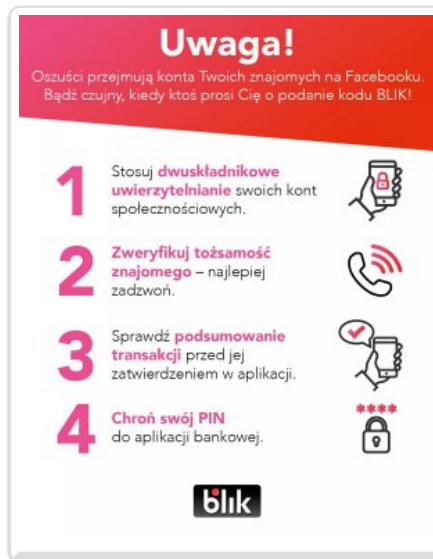 Uwaga!
Oszuści przejmują konta Twoich znajomych na Facebooku.
Bądź czujny, kiedy ktoś prosi Cię o podanie kodu BLIK!
1
Stosuj dwuskładnikowe
uwierzytelnianie swoich kont
społecznościowych.
2
Zweryfikuj tożsamość
znajomego – najlepiej
zadzwoń.
3
Sprawdź podsumowanie
transakcji przed jej
zatwierdzeniem w aplikacji.
4
Chroń swój PIN
do aplikacji bankowej.
****
blik